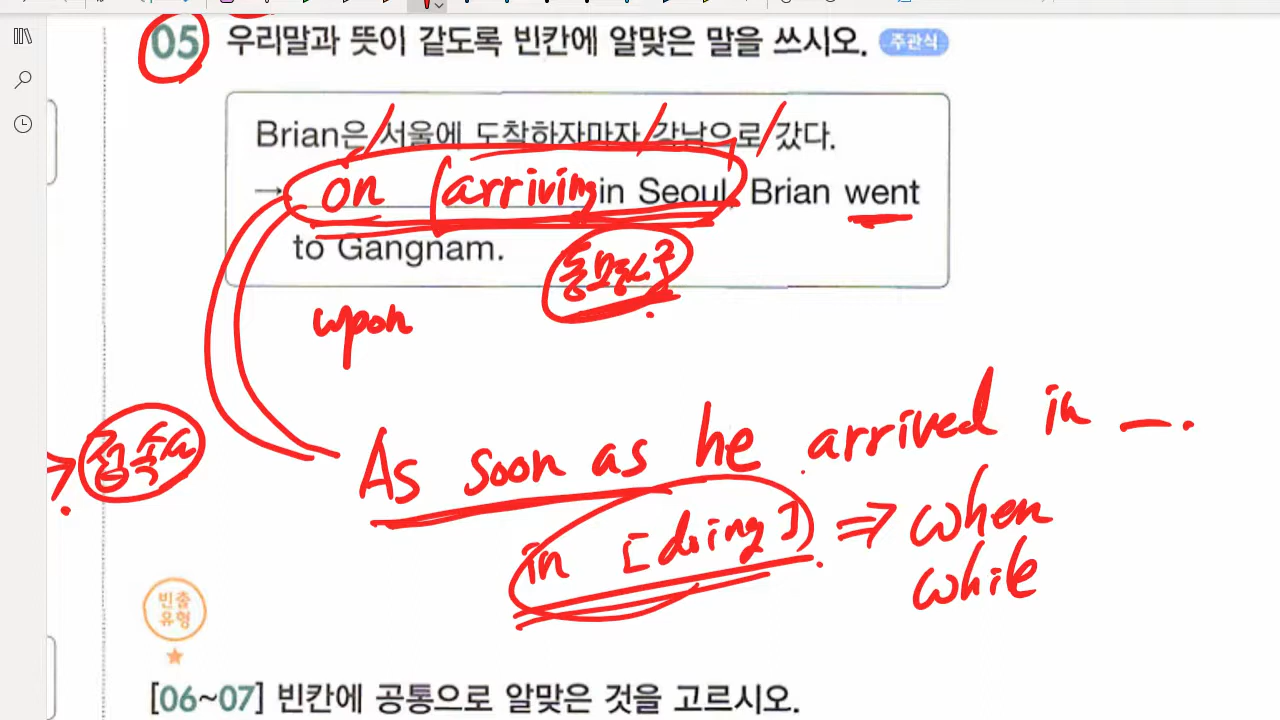 05 우리말과 뜻이 같도록 빈칸에 알맞은 말을 쓰시오. 주관식
Brian은 서울에 도착하자마자 강남으로 갔다.
→ on [arriving in Seoul, Brian went
to Gangnam.
동명사구
upon
접속사
As soon as he arrived in ㅡ.
in [doing] ⇒ when
while
빈출
유형
[06~07] 빈칸에 공통으로 알맞은 것을 고르시오.